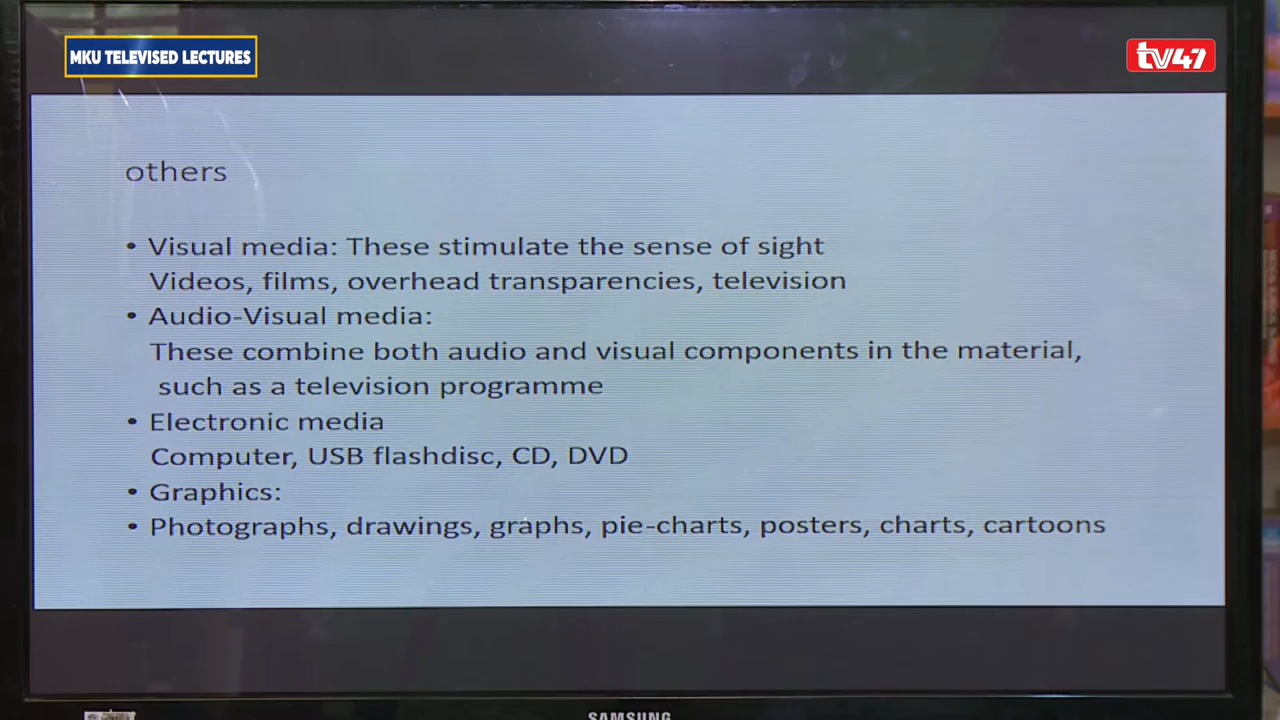 MKU TELEVISED LECTURES
tv47
others
• Visual media: These stimulate the sense of sight
Videos, films, overhead transparencies, television
• Audio-Visual media:
These combine both audio and visual components in the material,
such as a television programme
• Electronic media
Computer, USB flashdisc, CD, DVD
• Graphics:
• Photographs, drawings, graphs, pie-charts, posters, charts, cartoons
SAMSUNG